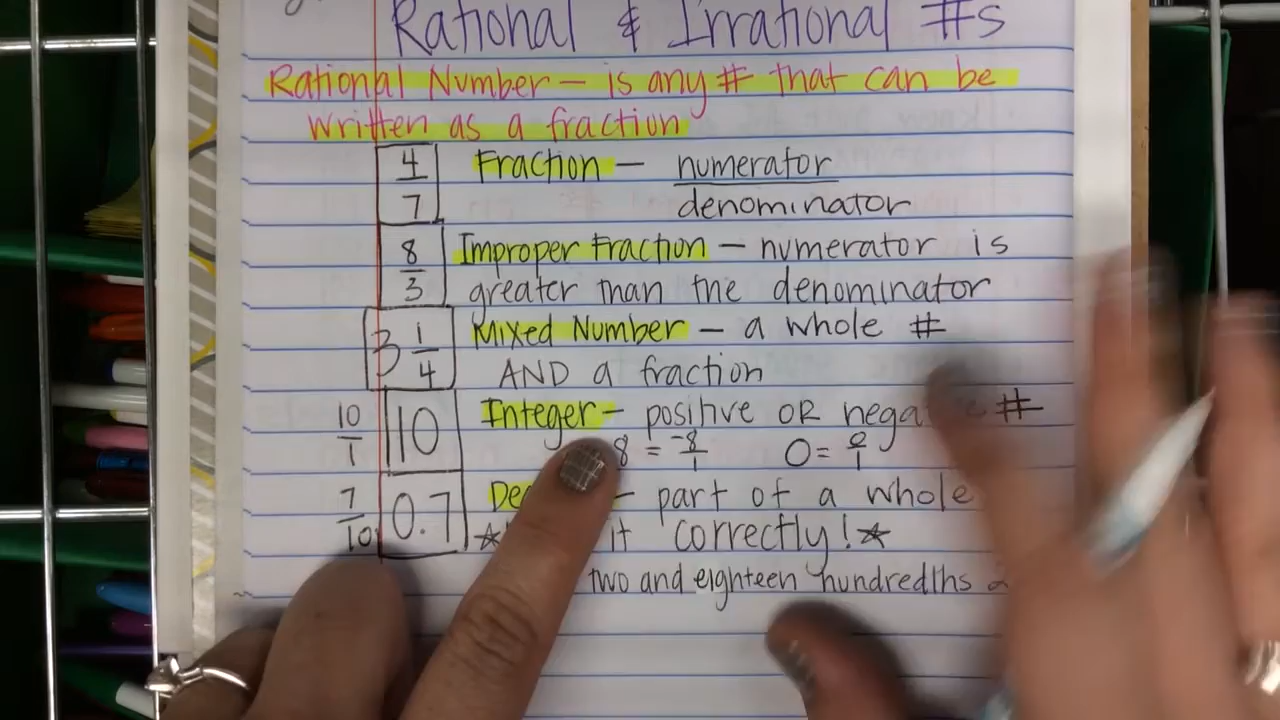 Rational & Irrational #s
Rational Number – is any # that can be
written as a fraction
4/7 Fraction – numerator
denominator
8/3 Improper Fraction – numerator is
greater than the denominator
3 1/4 Mixed Number – a whole #
AND a fraction
10/1 10 Integer – positive OR #
8 = -8/1 0 = 0/1
7/10 0.7 – part of a whole
★ it correctly! ★
two and eighteen hundredths